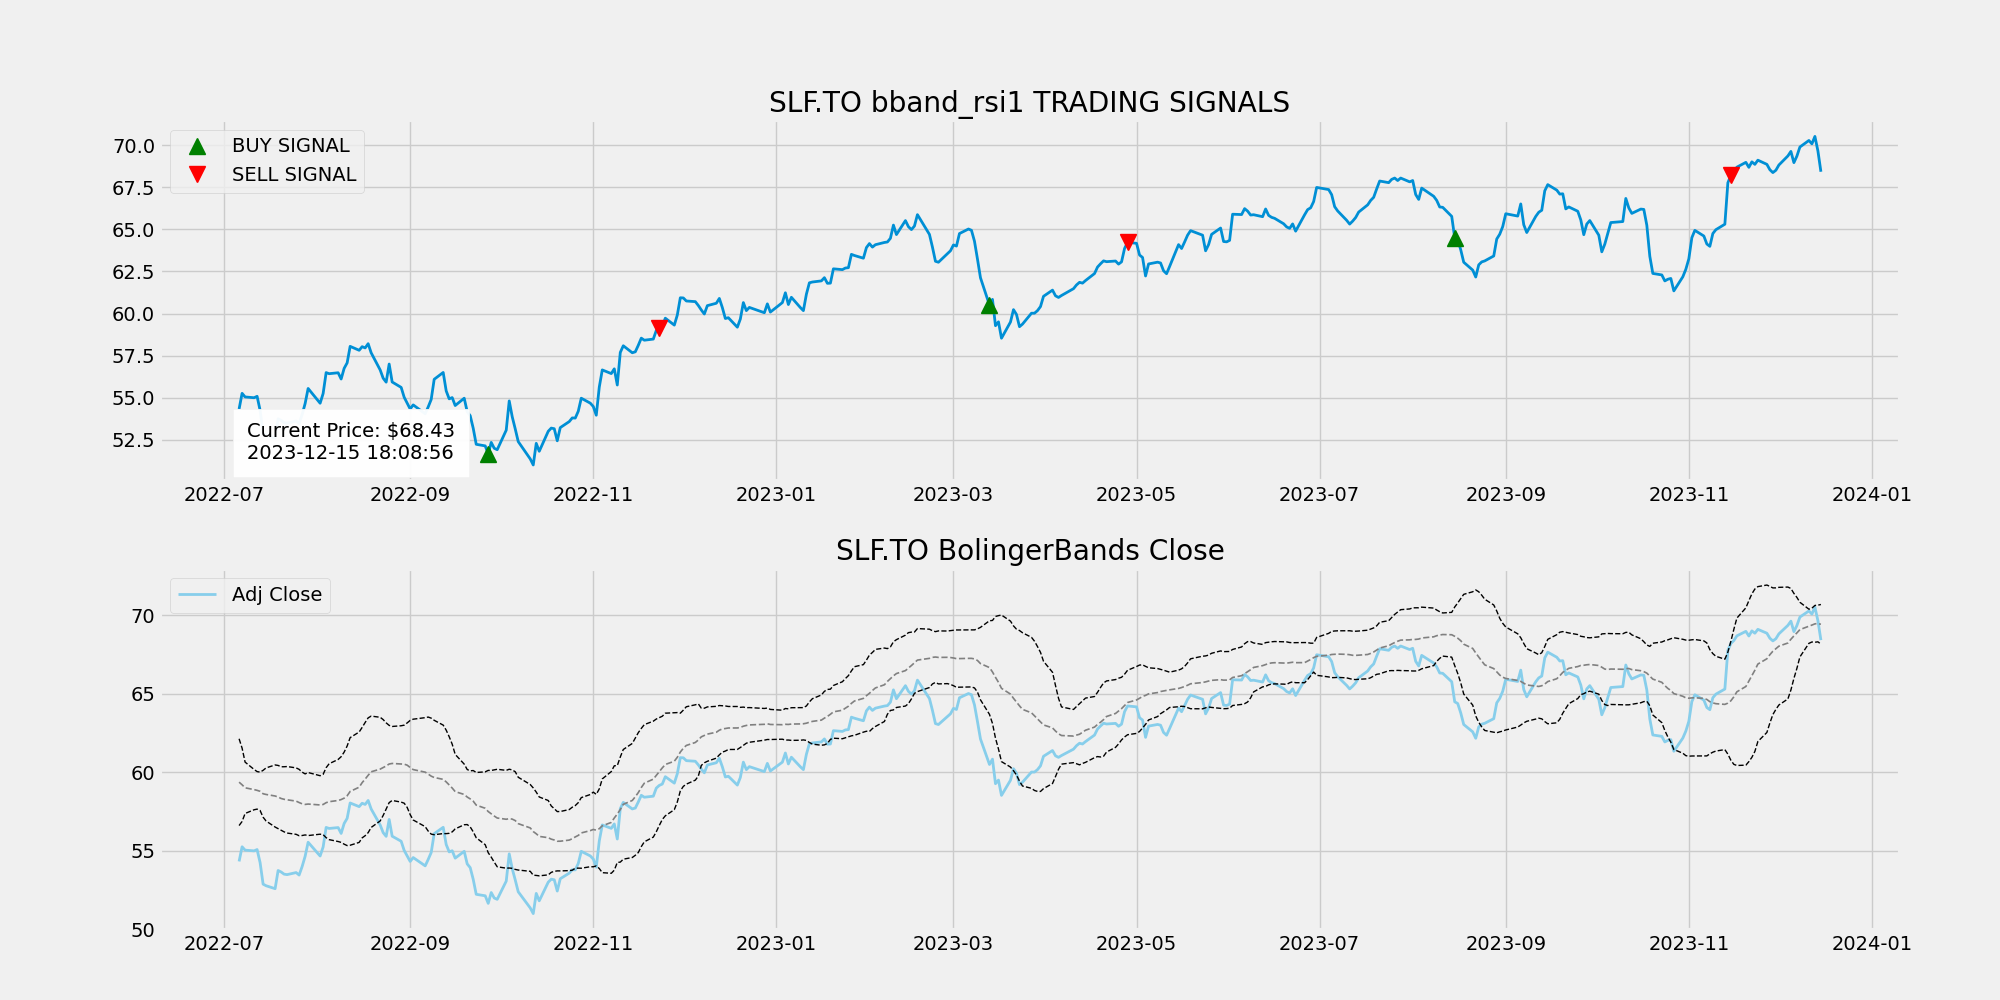 SLF.TO bband_rsi1 TRADING SIGNALS
BUY SIGNAL
SELL SIGNAL
70.0
67.5
65.0
62.5
60.0
57.5
55.0
52.5
Current Price: $68.43
2023-12-15 18:08:56
2022-07 2022-09 2022-11 2023-01 2023-03 2023-05 2023-07 2023-09 2023-11 2024-01
SLF.TO BolingerBands Close
Adj Close
70
65
60
55
50
2022-07 2022-09 2022-11 2023-01 2023-03 2023-05 2023-07 2023-09 2023-11 2024-01